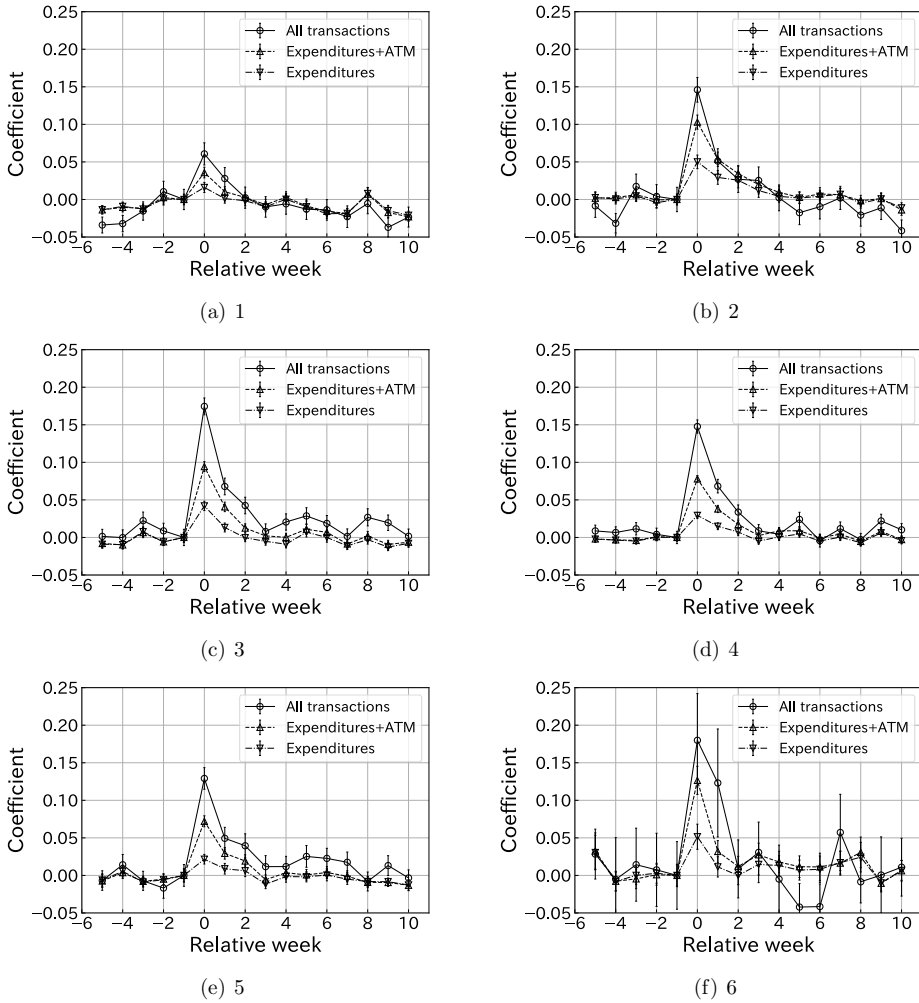 0.25
All transactions
0.20
Expenditures+ATM
Expenditures
0.15
0.10
0.05
0.00
−0.05
−6 −4 −2 0 2 4 6 8 10
Coefficient
Relative week
(a) 1
0.25
All transactions
0.20
Expenditures+ATM
Expenditures
0.15
0.10
0.05
0.00
−0.05
−6 −4 −2 0 2 4 6 8 10
Coefficient
Relative week
(b) 2
0.25
All transactions
0.20
Expenditures+ATM
Expenditures
0.15
0.10
0.05
0.00
−0.05
−6 −4 −2 0 2 4 6 8 10
Coefficient
Relative week
(c) 3
0.25
All transactions
0.20
Expenditures+ATM
Expenditures
0.15
0.10
0.05
0.00
−0.05
−6 −4 −2 0 2 4 6 8 10
Coefficient
Relative week
(d) 4
0.25
All transactions
0.20
Expenditures+ATM
Expenditures
0.15
0.10
0.05
0.00
−0.05
−6 −4 −2 0 2 4 6 8 10
Coefficient
Relative week
(e) 5
0.25
All transactions
0.20
Expenditures+ATM
Expenditures
0.15
0.10
0.05
0.00
−0.05
−6 −4 −2 0 2 4 6 8 10
Coefficient
Relative week
(f) 6